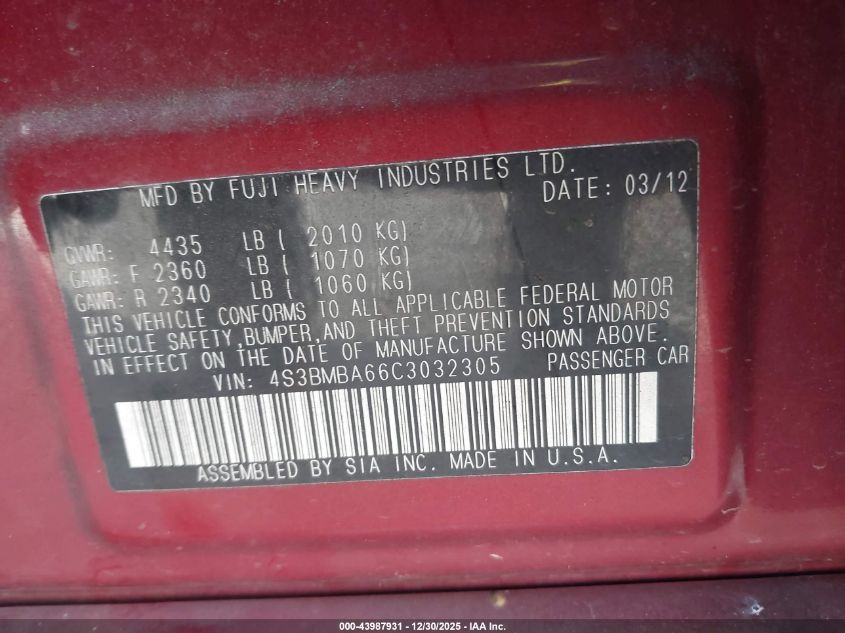 MFD BY FUJI HEAVY INDUSTRIES LTD.
DATE: 03/12
GVWR: 4435 LB ( 2010 KG)
GAWR: F 2360 LB ( 1070 KG)
GAWR: R 2340 LB ( 1060 KG)
THIS VEHICLE CONFORMS TO ALL APPLICABLE FEDERAL MOTOR
VEHICLE SAFETY,BUMPER,AND THEFT PREVENTION STANDARDS
IN EFFECT ON THE DATE OF MANUFACTURE SHOWN ABOVE.
VIN: 4S3BMBA66C3032305 PASSENGER CAR
ASSEMBLED BY SIA INC. MADE IN U.S.A.
000-43987931 - 12/30/2025 - IAA Inc.